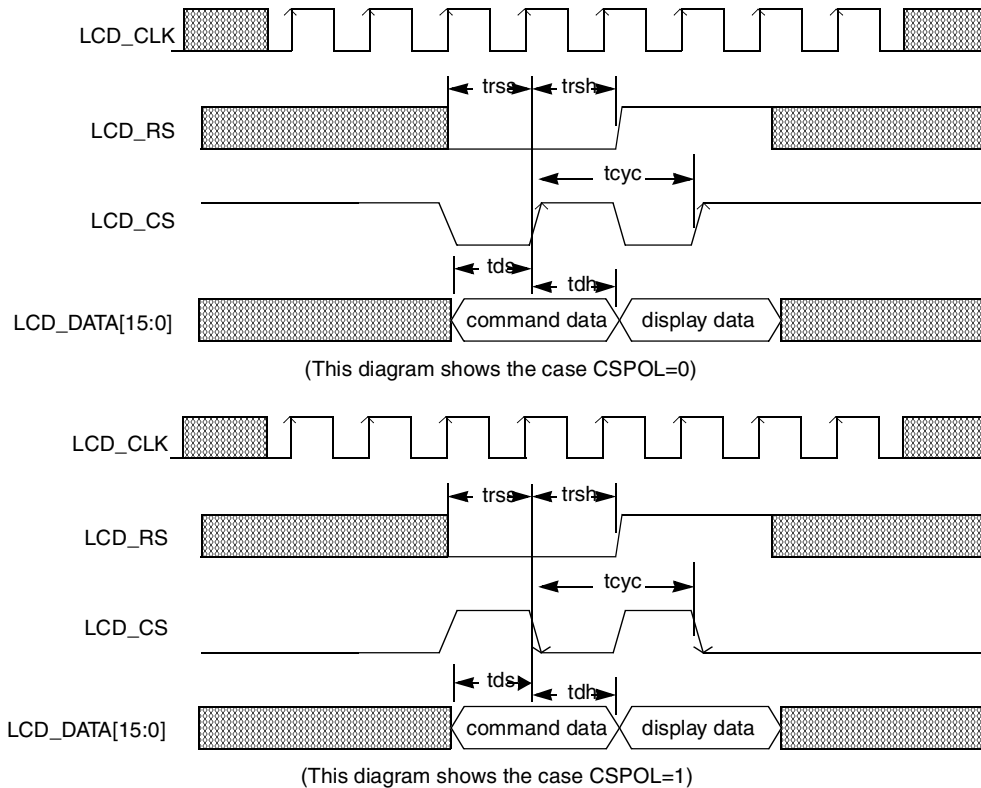 LCD_CLK
trss trsh
LCD_RS
tcyc
LCD_CS
tds
tdh
LCD_DATA[15:0] command data display data
(This diagram shows the case CSPOL=0)
LCD_CLK
trss trsh
LCD_RS
tcyc
LCD_CS
tds
tdh
LCD_DATA[15:0] command data display data
(This diagram shows the case CSPOL=1)